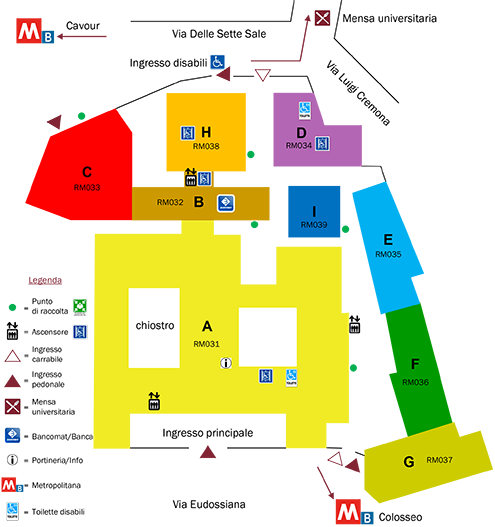 Mensa universitaria
Cavour
M
B
Via Delle Sette Sale
Ingresso disabili
Via Luigi Cremona
H
RM038
D
RM034
TOILETTE
C
RM033
RM032
B
I
RM039
E
RM035
Legenda
= Punto di raccolta
= Ascensore
= Ingresso carrabile
= Ingresso pedonale
= Mensa universitaria
= Bancomat/Banca
= Portineria/Info
= Metropolitana
M
B
= Toilette disabili
chiostro
A
RM031
i
TOILETTE
F
RM036
Ingresso principale
G
RM037
Via Eudossiana
M
B
Colosseo